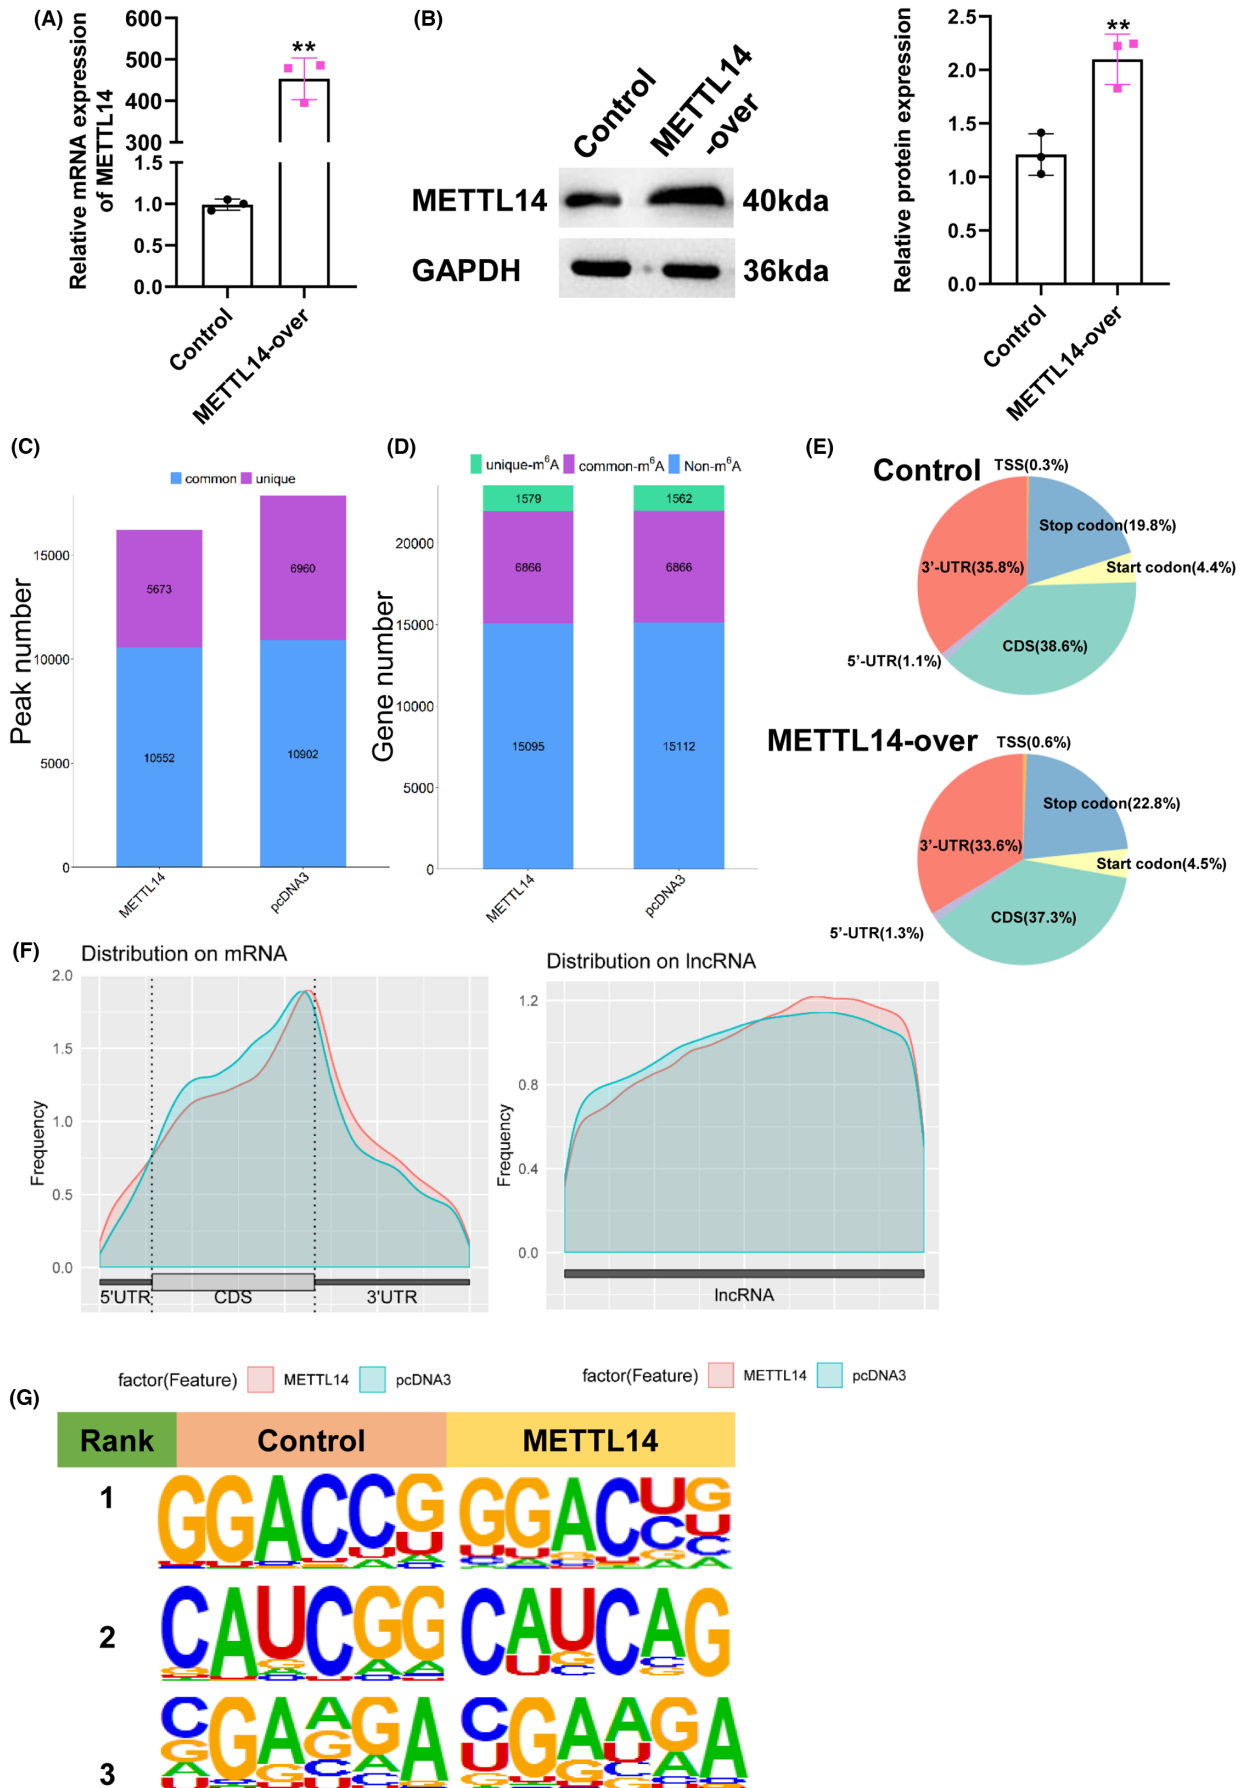 (A)
Relative mRNA expression
of METTL14
600
500
400
300
1.5
1.0
0.5
0.0
**
Control
METTL14-over
(B)
Control
METTL14
-over
METTL14
40kda
GAPDH
36kda
Relative protein expression
2.5
2.0
1.5
1.0
0.5
0.0
**
Control
METTL14-over
(C)
common
unique
Peak number
15000
10000
5000
0
5673
10552
6960
10902
METTL14
pcDNA3
(D)
unique-m⁶A
common-m⁶A
Non-m⁶A
Gene number
20000
15000
10000
5000
0
1579
6866
15095
1562
6866
15112
METTL14
pcDNA3
(E)
Control
TSS(0.3%)
Stop codon(19.8%)
3'-UTR(35.8%)
Start codon(4.4%)
CDS(38.6%)
5'-UTR(1.1%)
METTL14-over
TSS(0.6%)
Stop codon(22.8%)
3'-UTR(33.6%)
Start codon(4.5%)
CDS(37.3%)
5'-UTR(1.3%)
(F)
Distribution on mRNA
Frequency
2.0
1.5
1.0
0.5
0.0
5'UTR
CDS
3'UTR
factor(Feature)
METTL14
pcDNA3
Distribution on lncRNA
Frequency
1.2
0.8
0.4
0.0
lncRNA
factor(Feature)
METTL14
pcDNA3
(G)
Rank
Control
METTL14
1
GGACCG
GGACUG
2
CAUCGG
CAUCAG
3
CGAAGA
CGAAGA